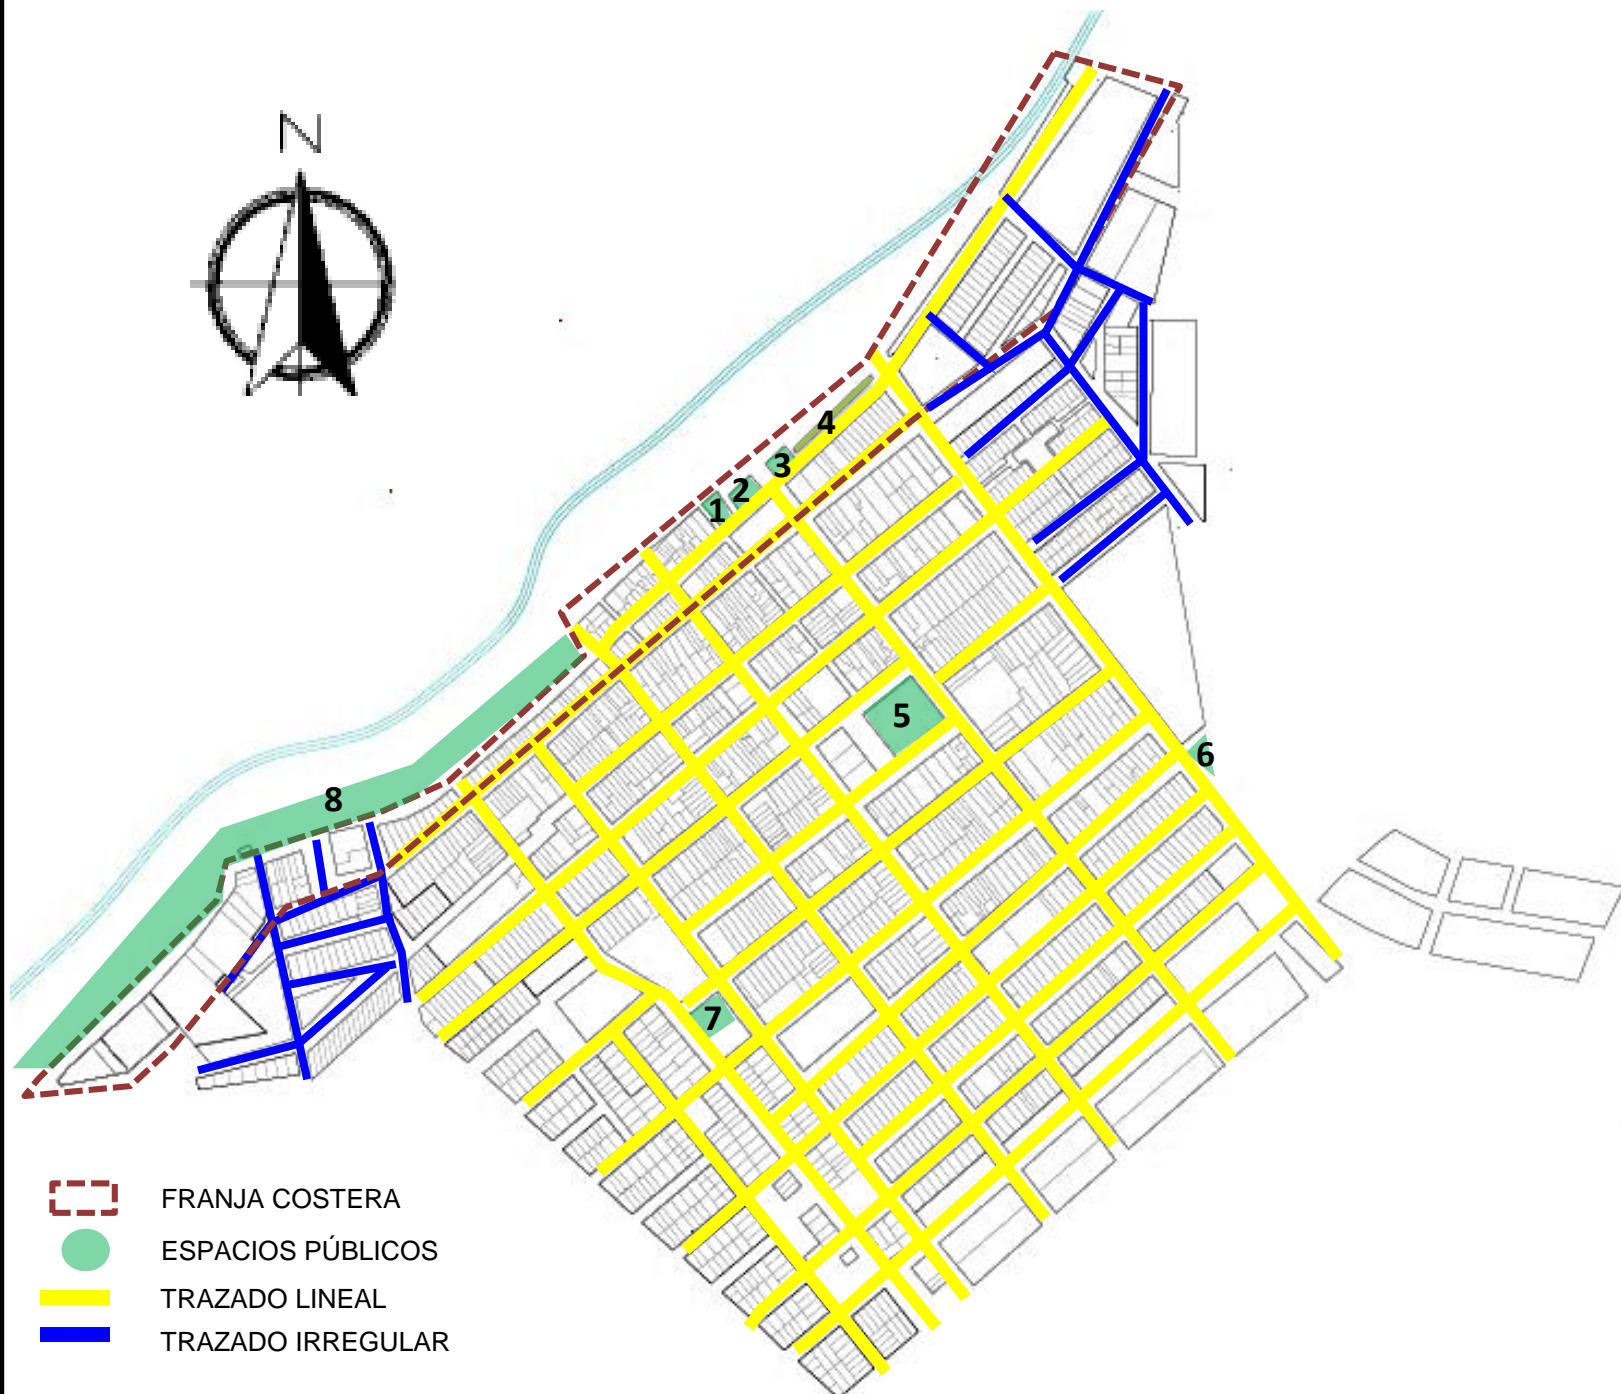 N
4
3
2
1
5
6
8
7
FRANJA COSTERA
ESPACIOS PÚBLICOS
TRAZADO LINEAL
TRAZADO IRREGULAR